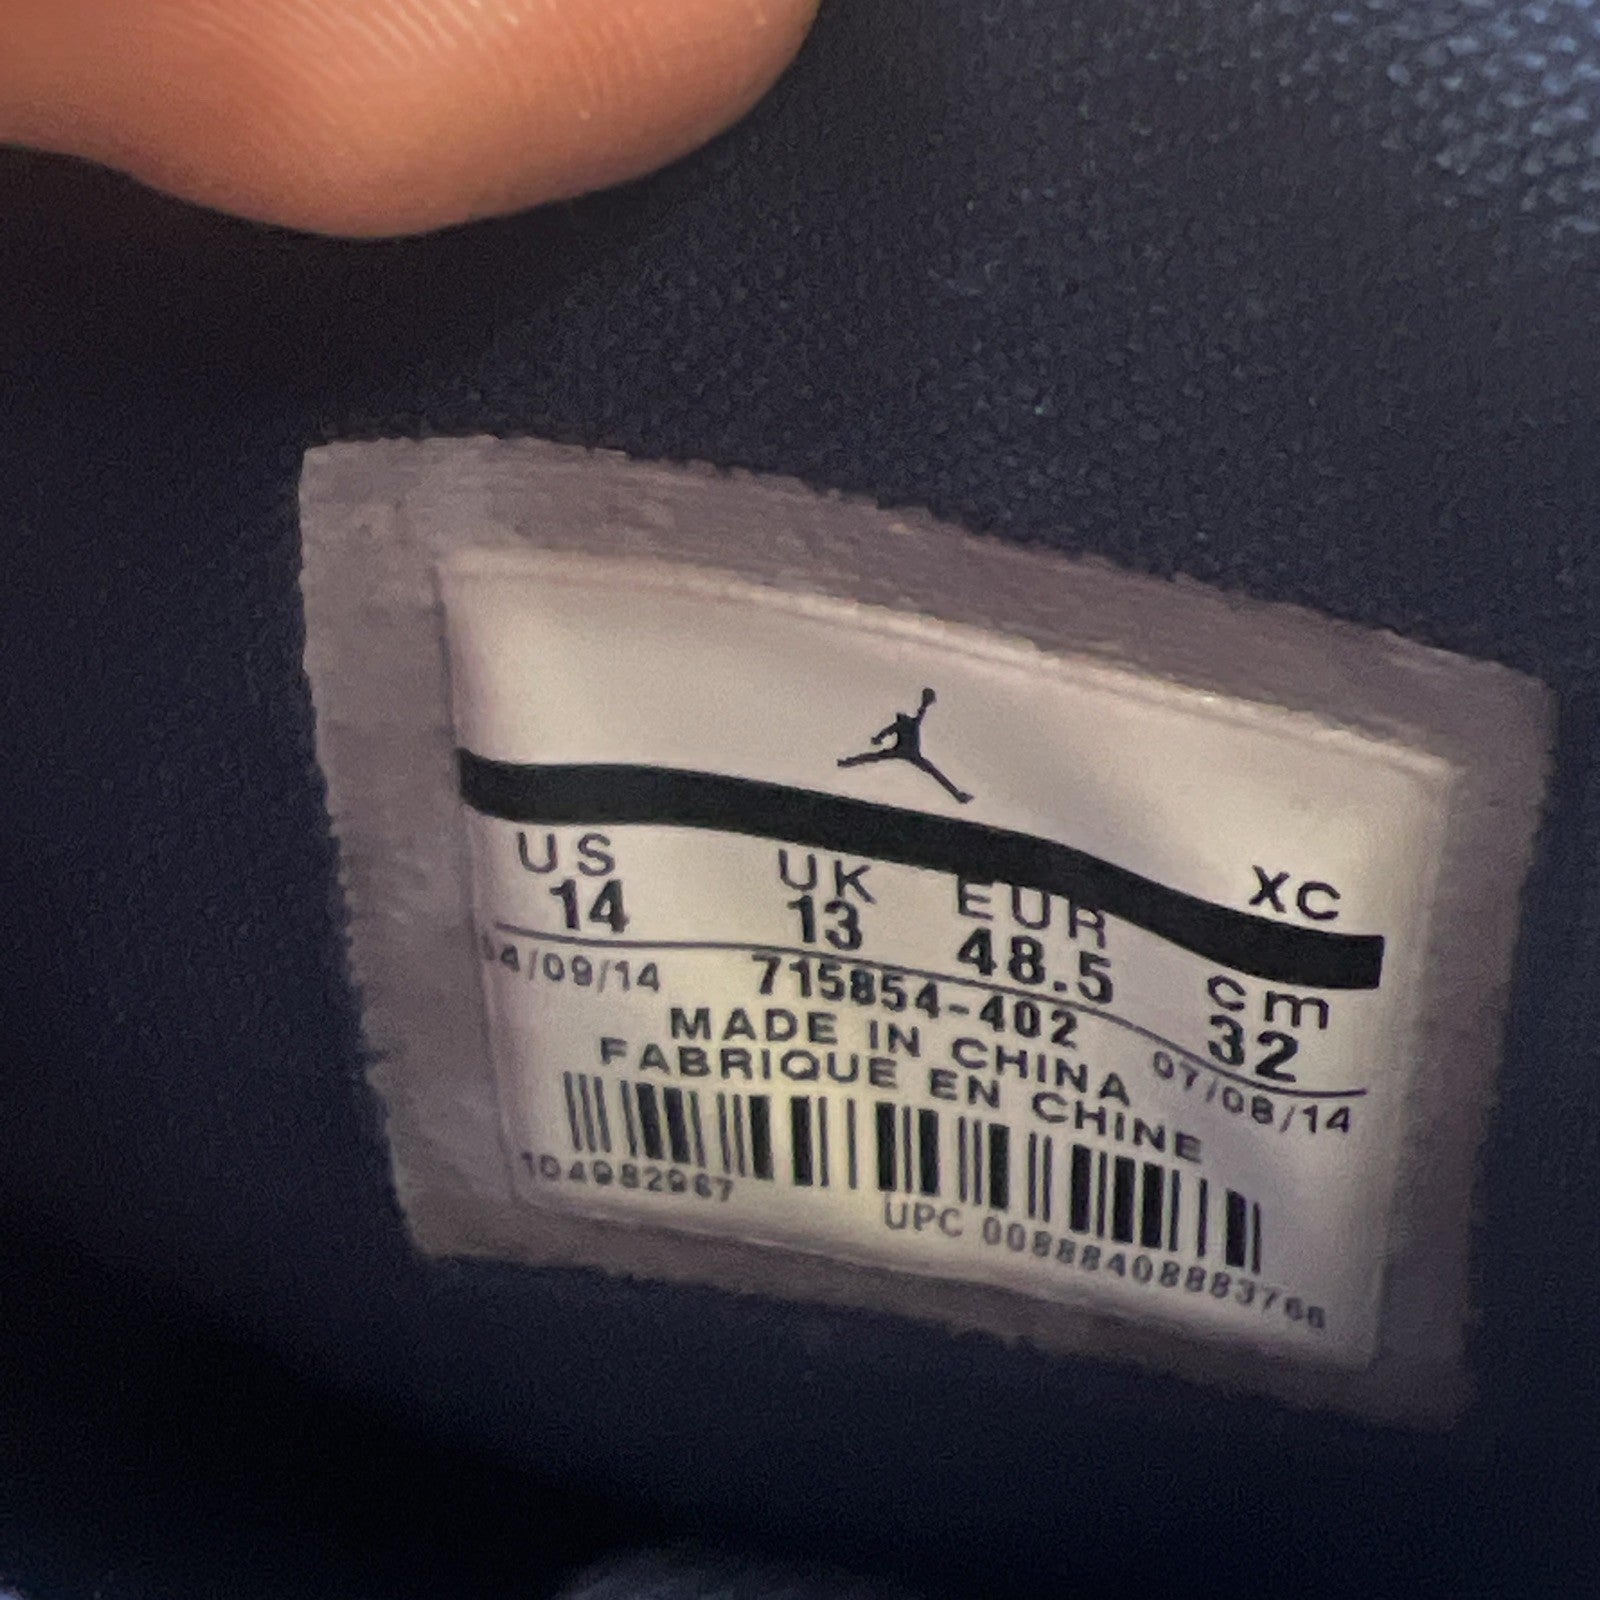 XC
US UK EUR cm
14 13 48.5 32
04/09/14 715854-402 07/08/14
MADE IN CHINA
FABRIQUE EN CHINE
104982967
UPC 00888408883766